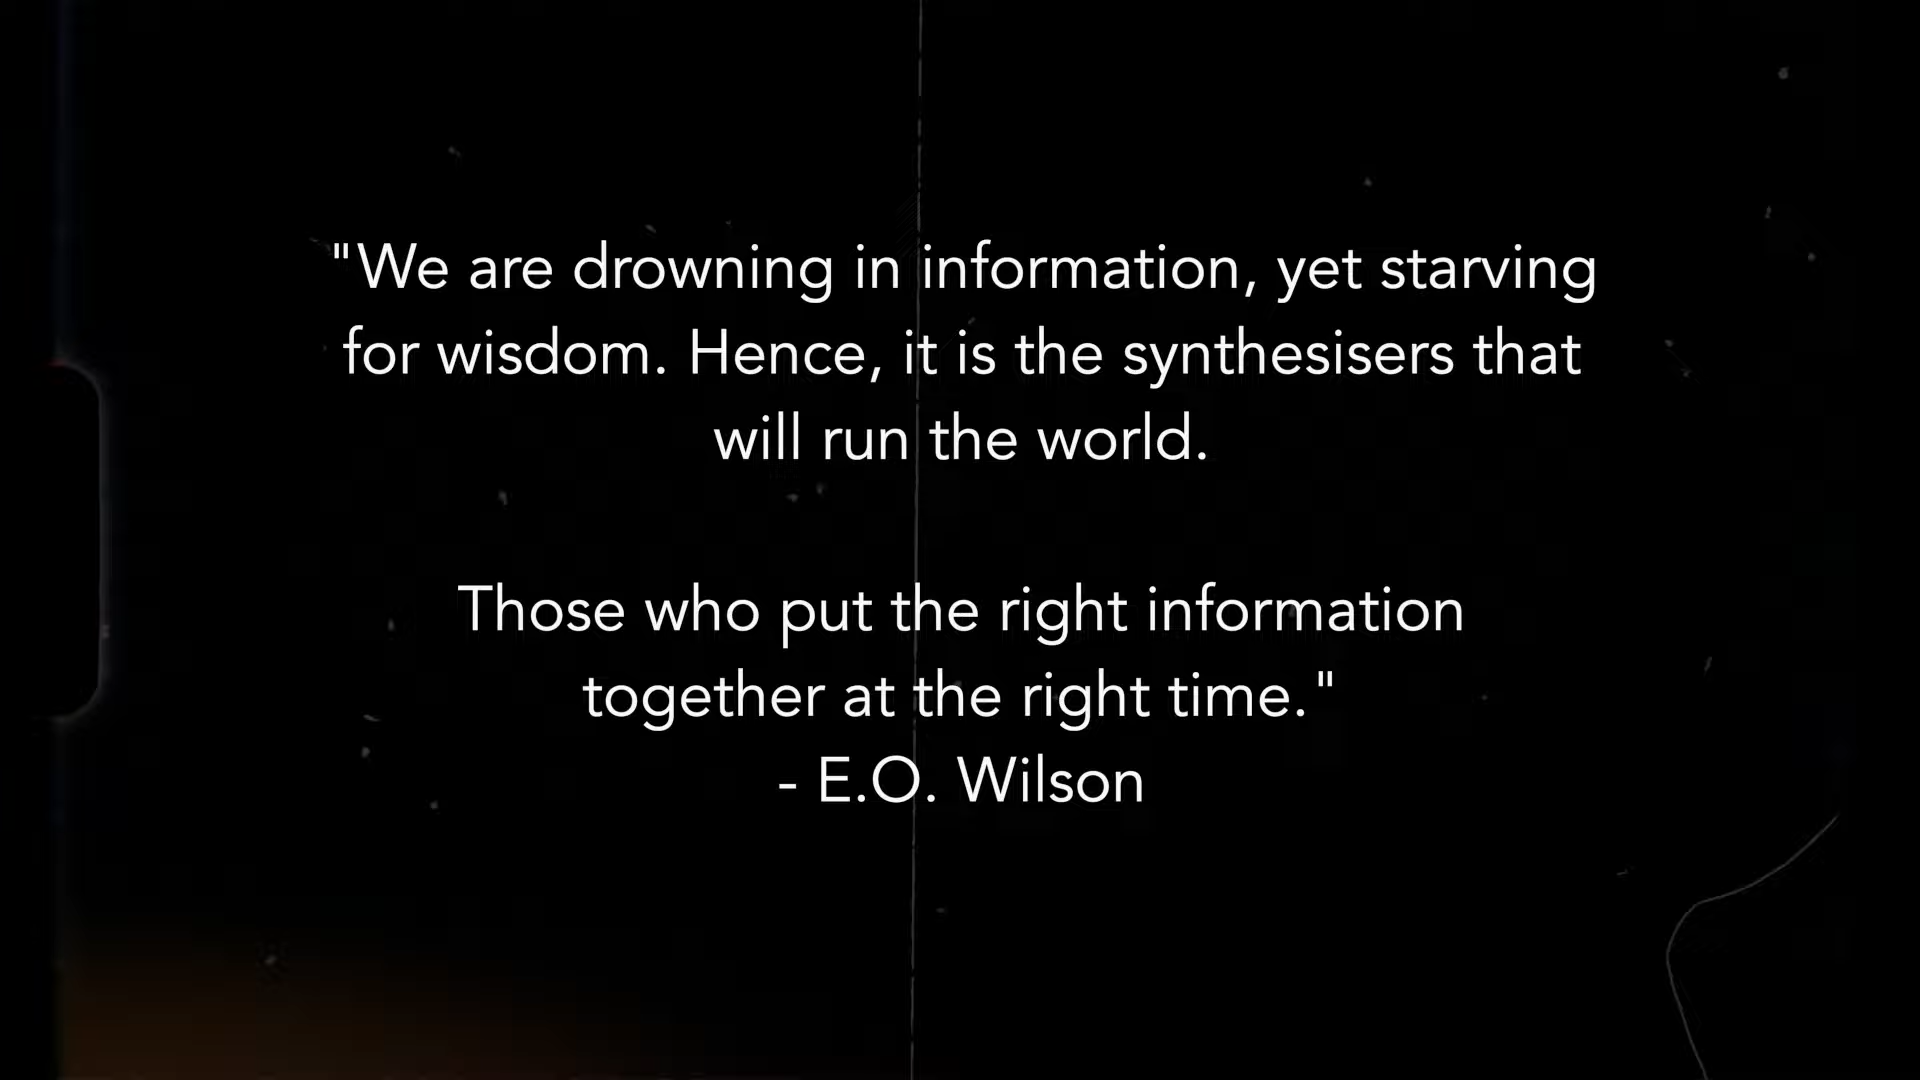 "We are drowning in information, yet starving
for wisdom. Hence, it is the synthesisers that
will run the world.
Those who put the right information
together at the right time."
- E.O. Wilson